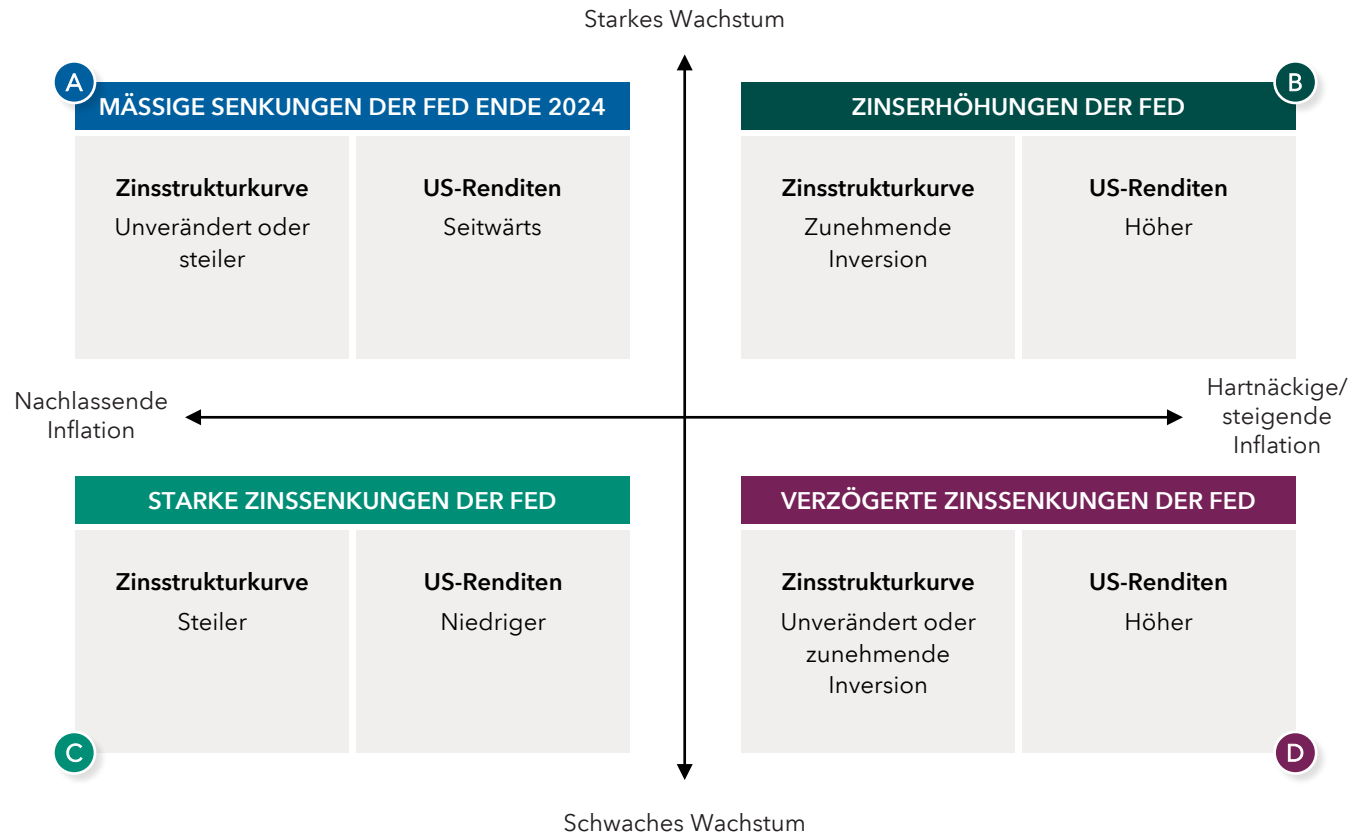 Starkes Wachstum
A
MÄSSIGE SENKUNGEN DER FED ENDE 2024
Zinsstrukturkurve
Unverändert oder
steiler
US-Renditen
Seitwärts
B
ZINSERHÖHUNGEN DER FED
Zinsstrukturkurve
Zunehmende
Inversion
US-Renditen
Höher
Nachlassende
Inflation
Hartnäckige/
steigende
Inflation
STARKE ZINSSENKUNGEN DER FED
Zinsstrukturkurve
Steiler
US-Renditen
Niedriger
C
VERZÖGERTE ZINSSENKUNGEN DER FED
Zinsstrukturkurve
Unverändert oder
zunehmende
Inversion
US-Renditen
Höher
D
Schwaches Wachstum